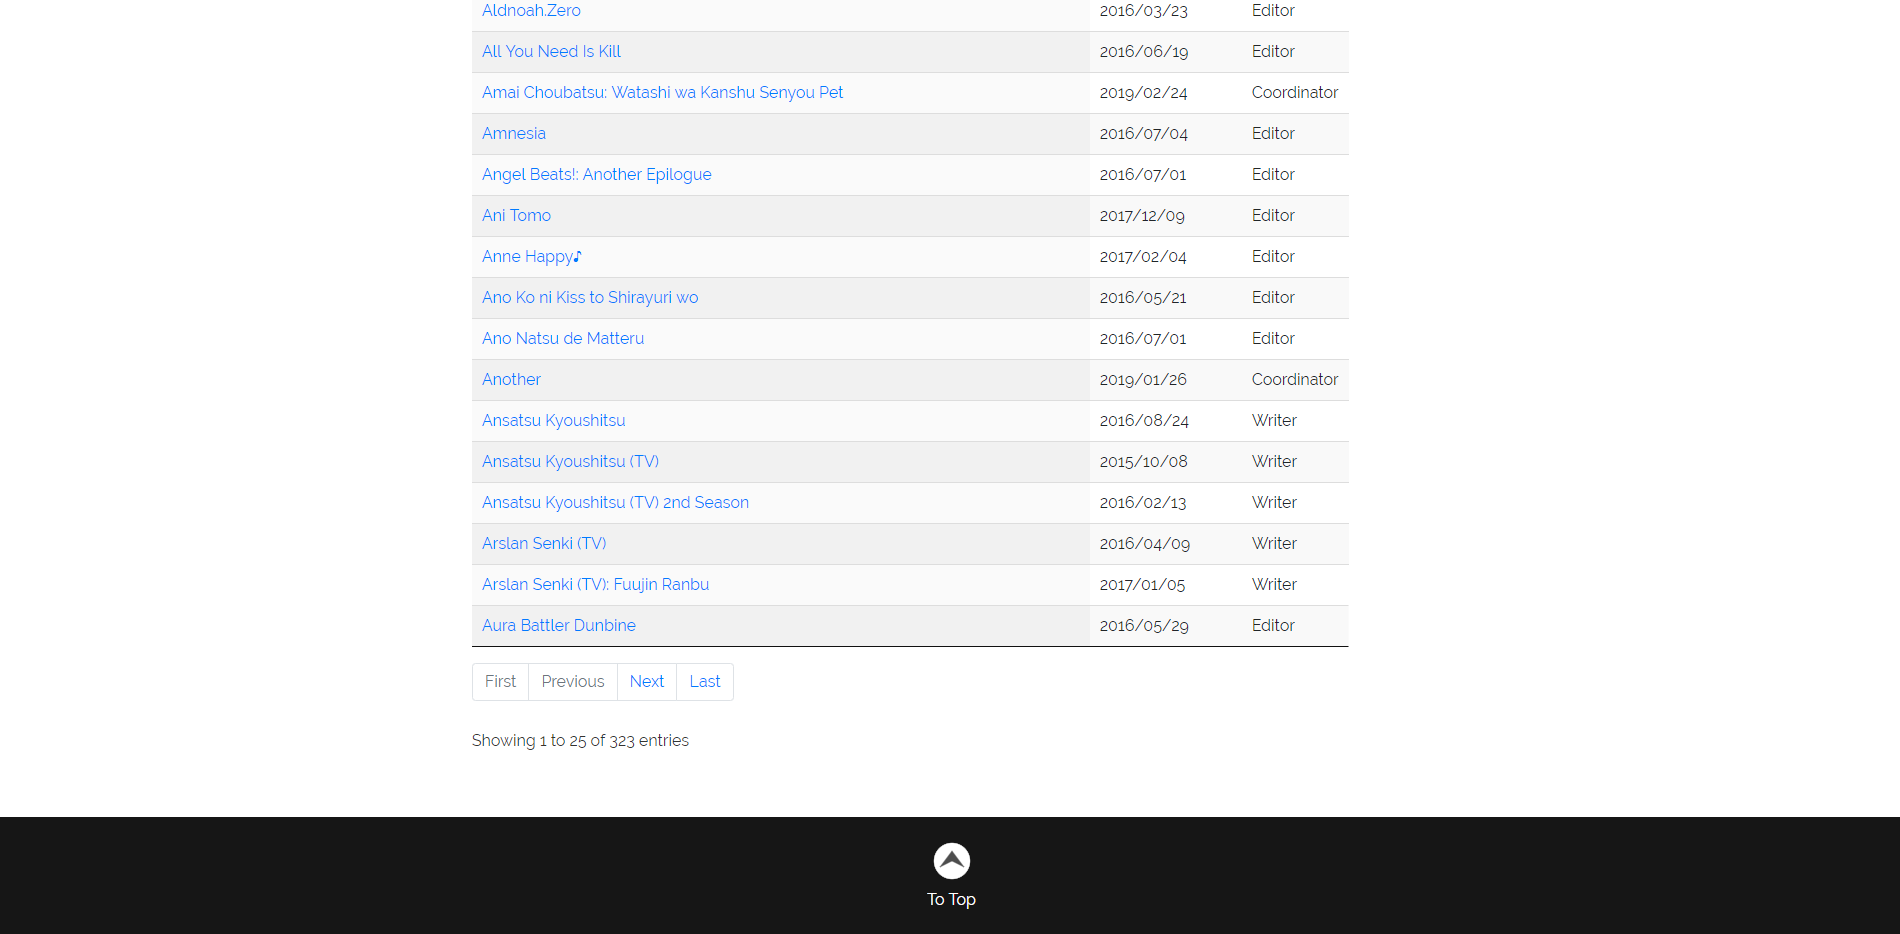 Aldnoah.Zero 2016/03/23 Editor
All You Need Is Kill 2016/06/19 Editor
Amai Choubatsu: Watashi wa Kanshu Senyou Pet 2019/02/24 Coordinator
Amnesia 2016/07/04 Editor
Angel Beats!: Another Epilogue 2016/07/01 Editor
Ani Tomo 2017/12/09 Editor
Anne Happy♪ 2017/02/04 Editor
Ano Ko ni Kiss to Shirayuri wo 2016/05/21 Editor
Ano Natsu de Matteru 2016/07/01 Editor
Another 2019/01/26 Coordinator
Ansatsu Kyoushitsu 2016/08/24 Writer
Ansatsu Kyoushitsu (TV) 2015/10/08 Writer
Ansatsu Kyoushitsu (TV) 2nd Season 2016/02/13 Writer
Arslan Senki (TV) 2016/04/09 Writer
Arslan Senki (TV): Fuujin Ranbu 2017/01/05 Writer
Aura Battler Dunbine 2016/05/29 Editor
First Previous Next Last
Showing 1 to 25 of 323 entries
To Top